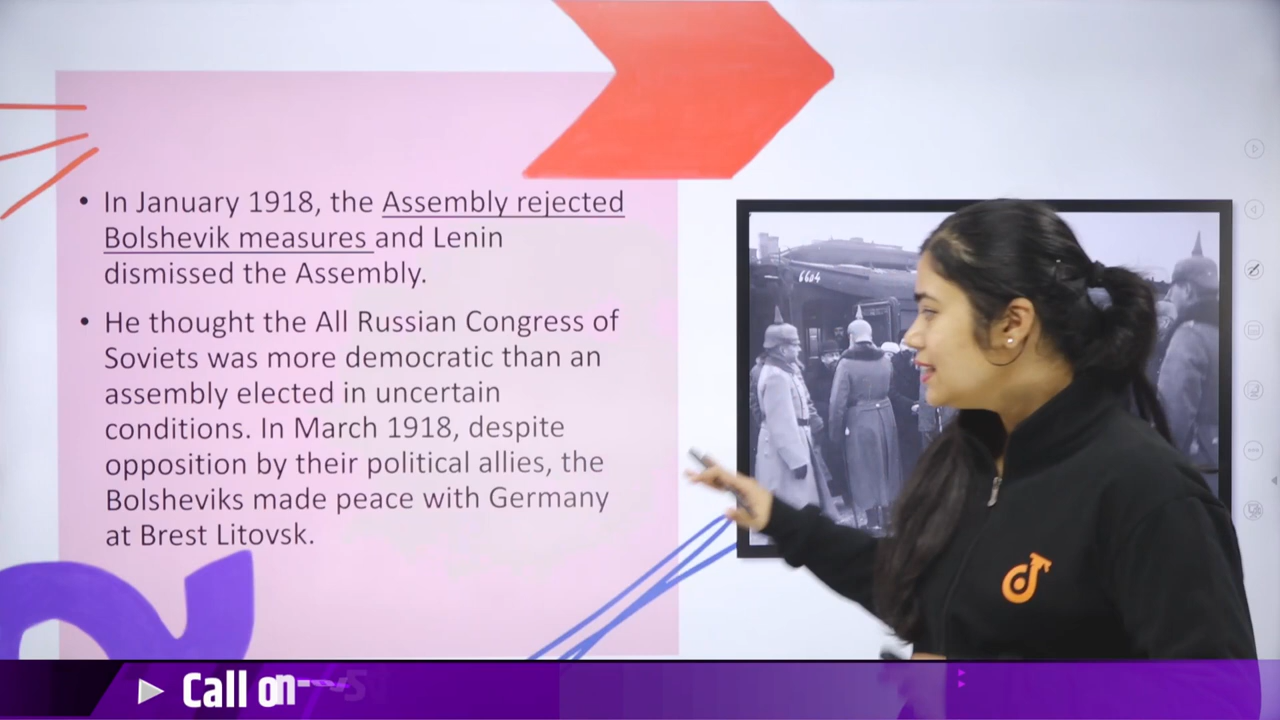 • In January 1918, the Assembly rejected
Bolshevik measures and Lenin
dismissed the Assembly.
• He thought the All Russian Congress of
Soviets was more democratic than an
assembly elected in uncertain
conditions. In March 1918, despite
opposition by their political allies, the
Bolsheviks made peace with Germany
at Brest Litovsk.
6604
Call on-